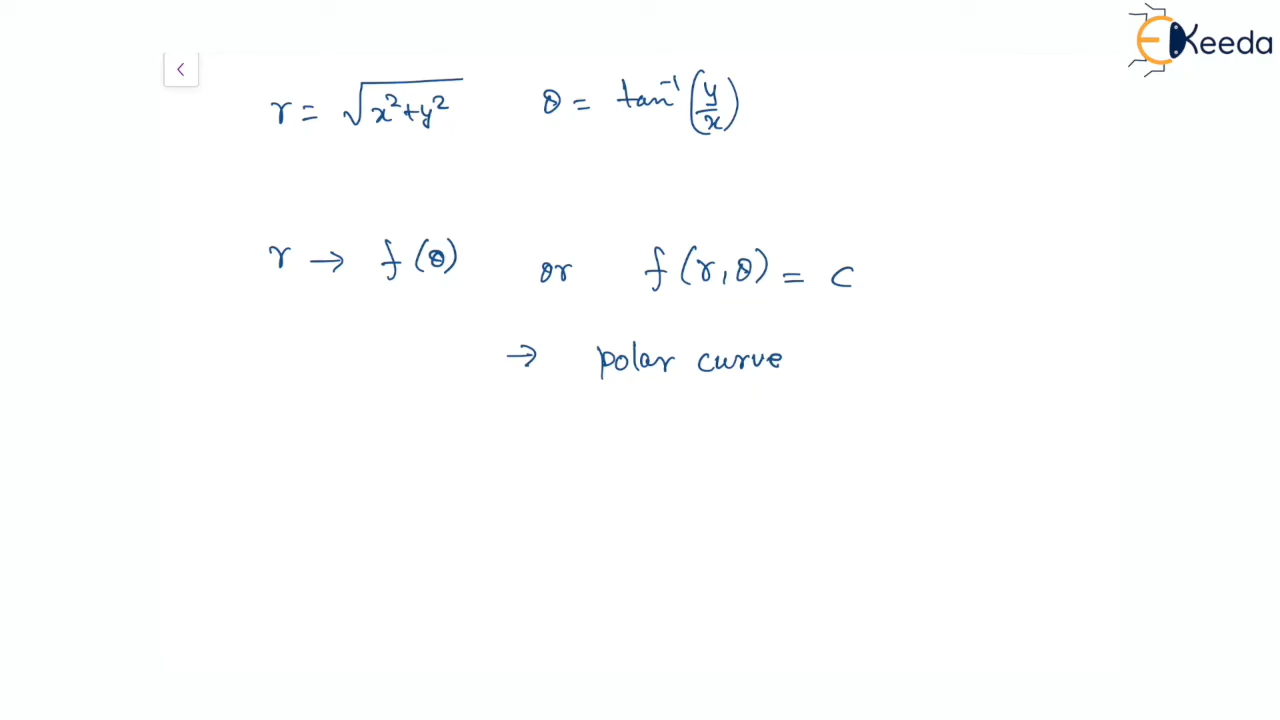 EKeeda
r = √(x²+y²) θ = tan⁻¹(y/x)
r → f(θ) or f(r,θ) = c
→ polar curve